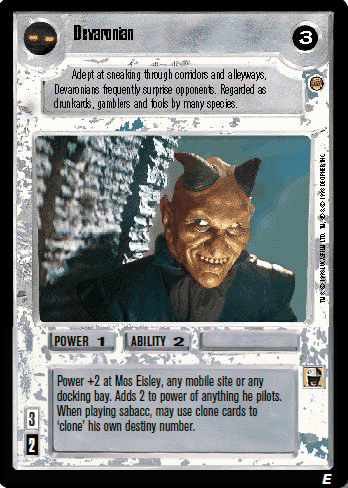 Devaronian
3
Adept at sneaking through corridors and alleyways,
Devaronians frequently surprise opponents. Regarded as
drunkards, gamblers and fools by many species.
POWER 1 ABILITY 2
Power +2 at Mos Eisley, any mobile site or any
docking bay. Adds 2 to power of anything he pilots.
When playing sabacc, may use clone cards to
'clone' his own destiny number.
3
2
E